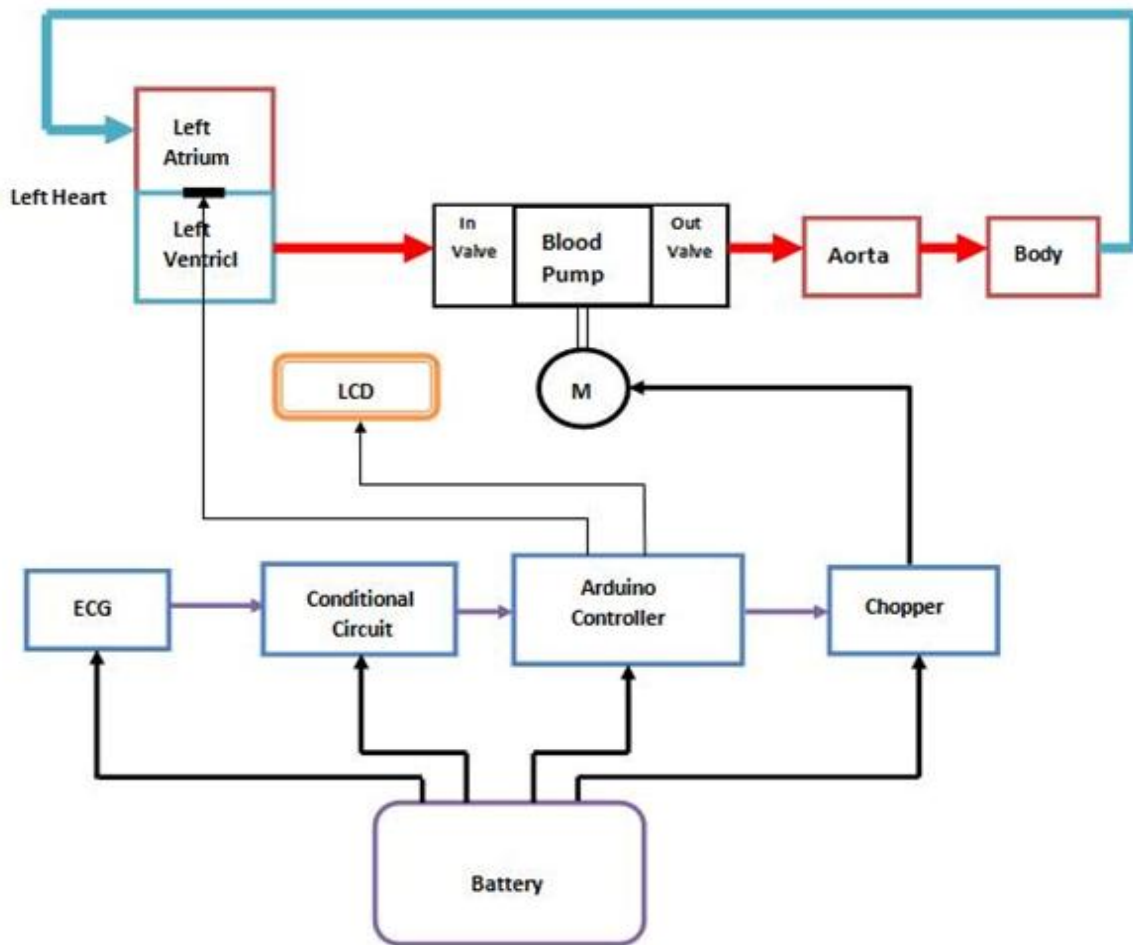 Left
Atrium
Left Heart
Left
Ventricl
In
Valve
Blood
Pump
Out
Valve
Aorta
Body
LCD
M
ECG
Conditional
Circuit
Arduino
Controller
Chopper
Battery